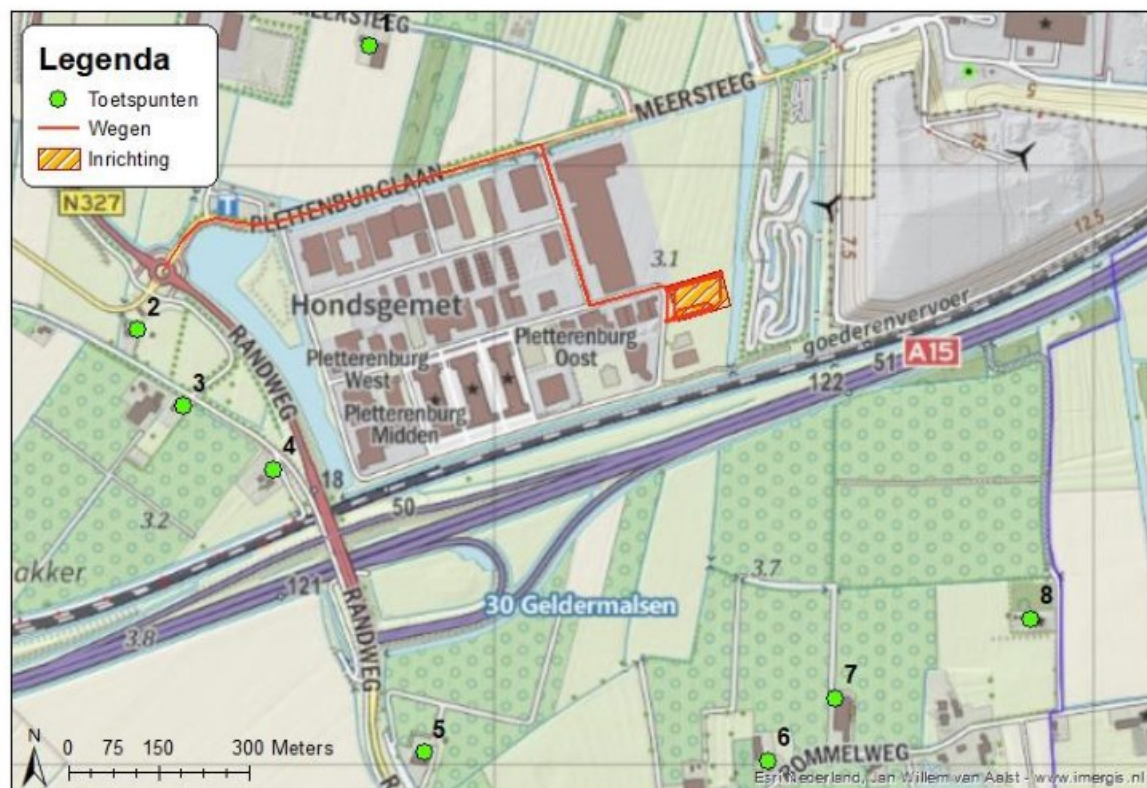 Legenda
Toetspunten
Wegen
Inrichting
MEERSTEEG
1
MEERSTEEG
N327
PLETTENBURGLAAN
3.1
15
5
7.5
12.5
Hondsgemet
2
RANDWEG
Pletterenburg
Oost
Pletterenburg
West
Pletterenburg
Midden
goederenvervoer
51
A15
122
3
4
18
50
3.2
akker
121
3.8
30 Geldermalsen
3.7
RANDWEG
8
7
5
6
OMMELWEG
N
0 75 150 300 Meters
Esri Nederland, Jan Willem van Aalst - www.imergis.nl